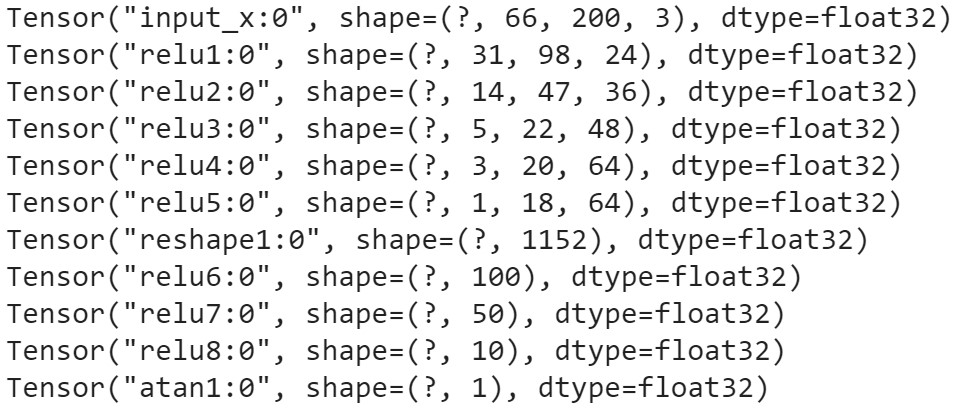 Tensor("input_x:0", shape=(?, 66, 200, 3), dtype=float32)
Tensor("relu1:0", shape=(?, 31, 98, 24), dtype=float32)
Tensor("relu2:0", shape=(?, 14, 47, 36), dtype=float32)
Tensor("relu3:0", shape=(?, 5, 22, 48), dtype=float32)
Tensor("relu4:0", shape=(?, 3, 20, 64), dtype=float32)
Tensor("relu5:0", shape=(?, 1, 18, 64), dtype=float32)
Tensor("reshape1:0", shape=(?, 1152), dtype=float32)
Tensor("relu6:0", shape=(?, 100), dtype=float32)
Tensor("relu7:0", shape=(?, 50), dtype=float32)
Tensor("relu8:0", shape=(?, 10), dtype=float32)
Tensor("atan1:0", shape=(?, 1), dtype=float32)